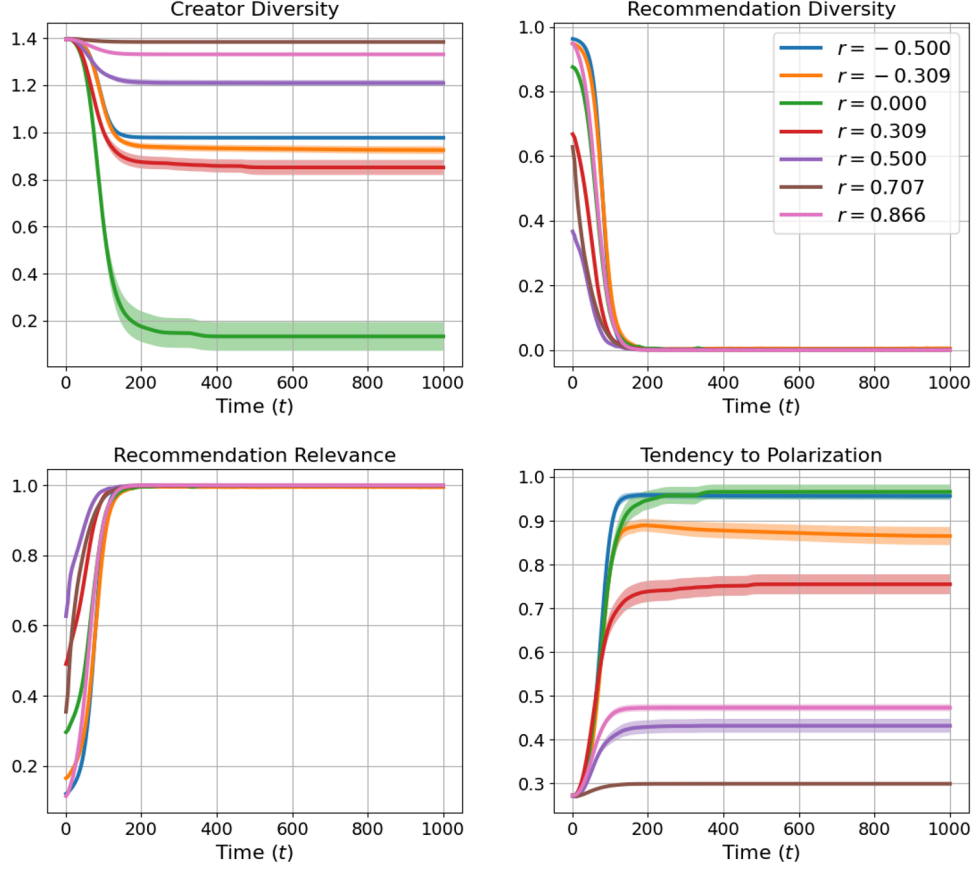 Creator Diversity
1.4
1.2
1.0
0.8
0.6
0.4
0.2
0 200 400 600 800 1000
Time (t)
Recommendation Diversity
1.0
0.8
0.6
0.4
0.2
0.0
r = −0.500
r = −0.309
r = 0.000
r = 0.309
r = 0.500
r = 0.707
r = 0.866
0 200 400 600 800 1000
Time (t)
Recommendation Relevance
1.0
0.8
0.6
0.4
0.2
0 200 400 600 800 1000
Time (t)
Tendency to Polarization
1.0
0.9
0.8
0.7
0.6
0.5
0.4
0.3
0 200 400 600 800 1000
Time (t)